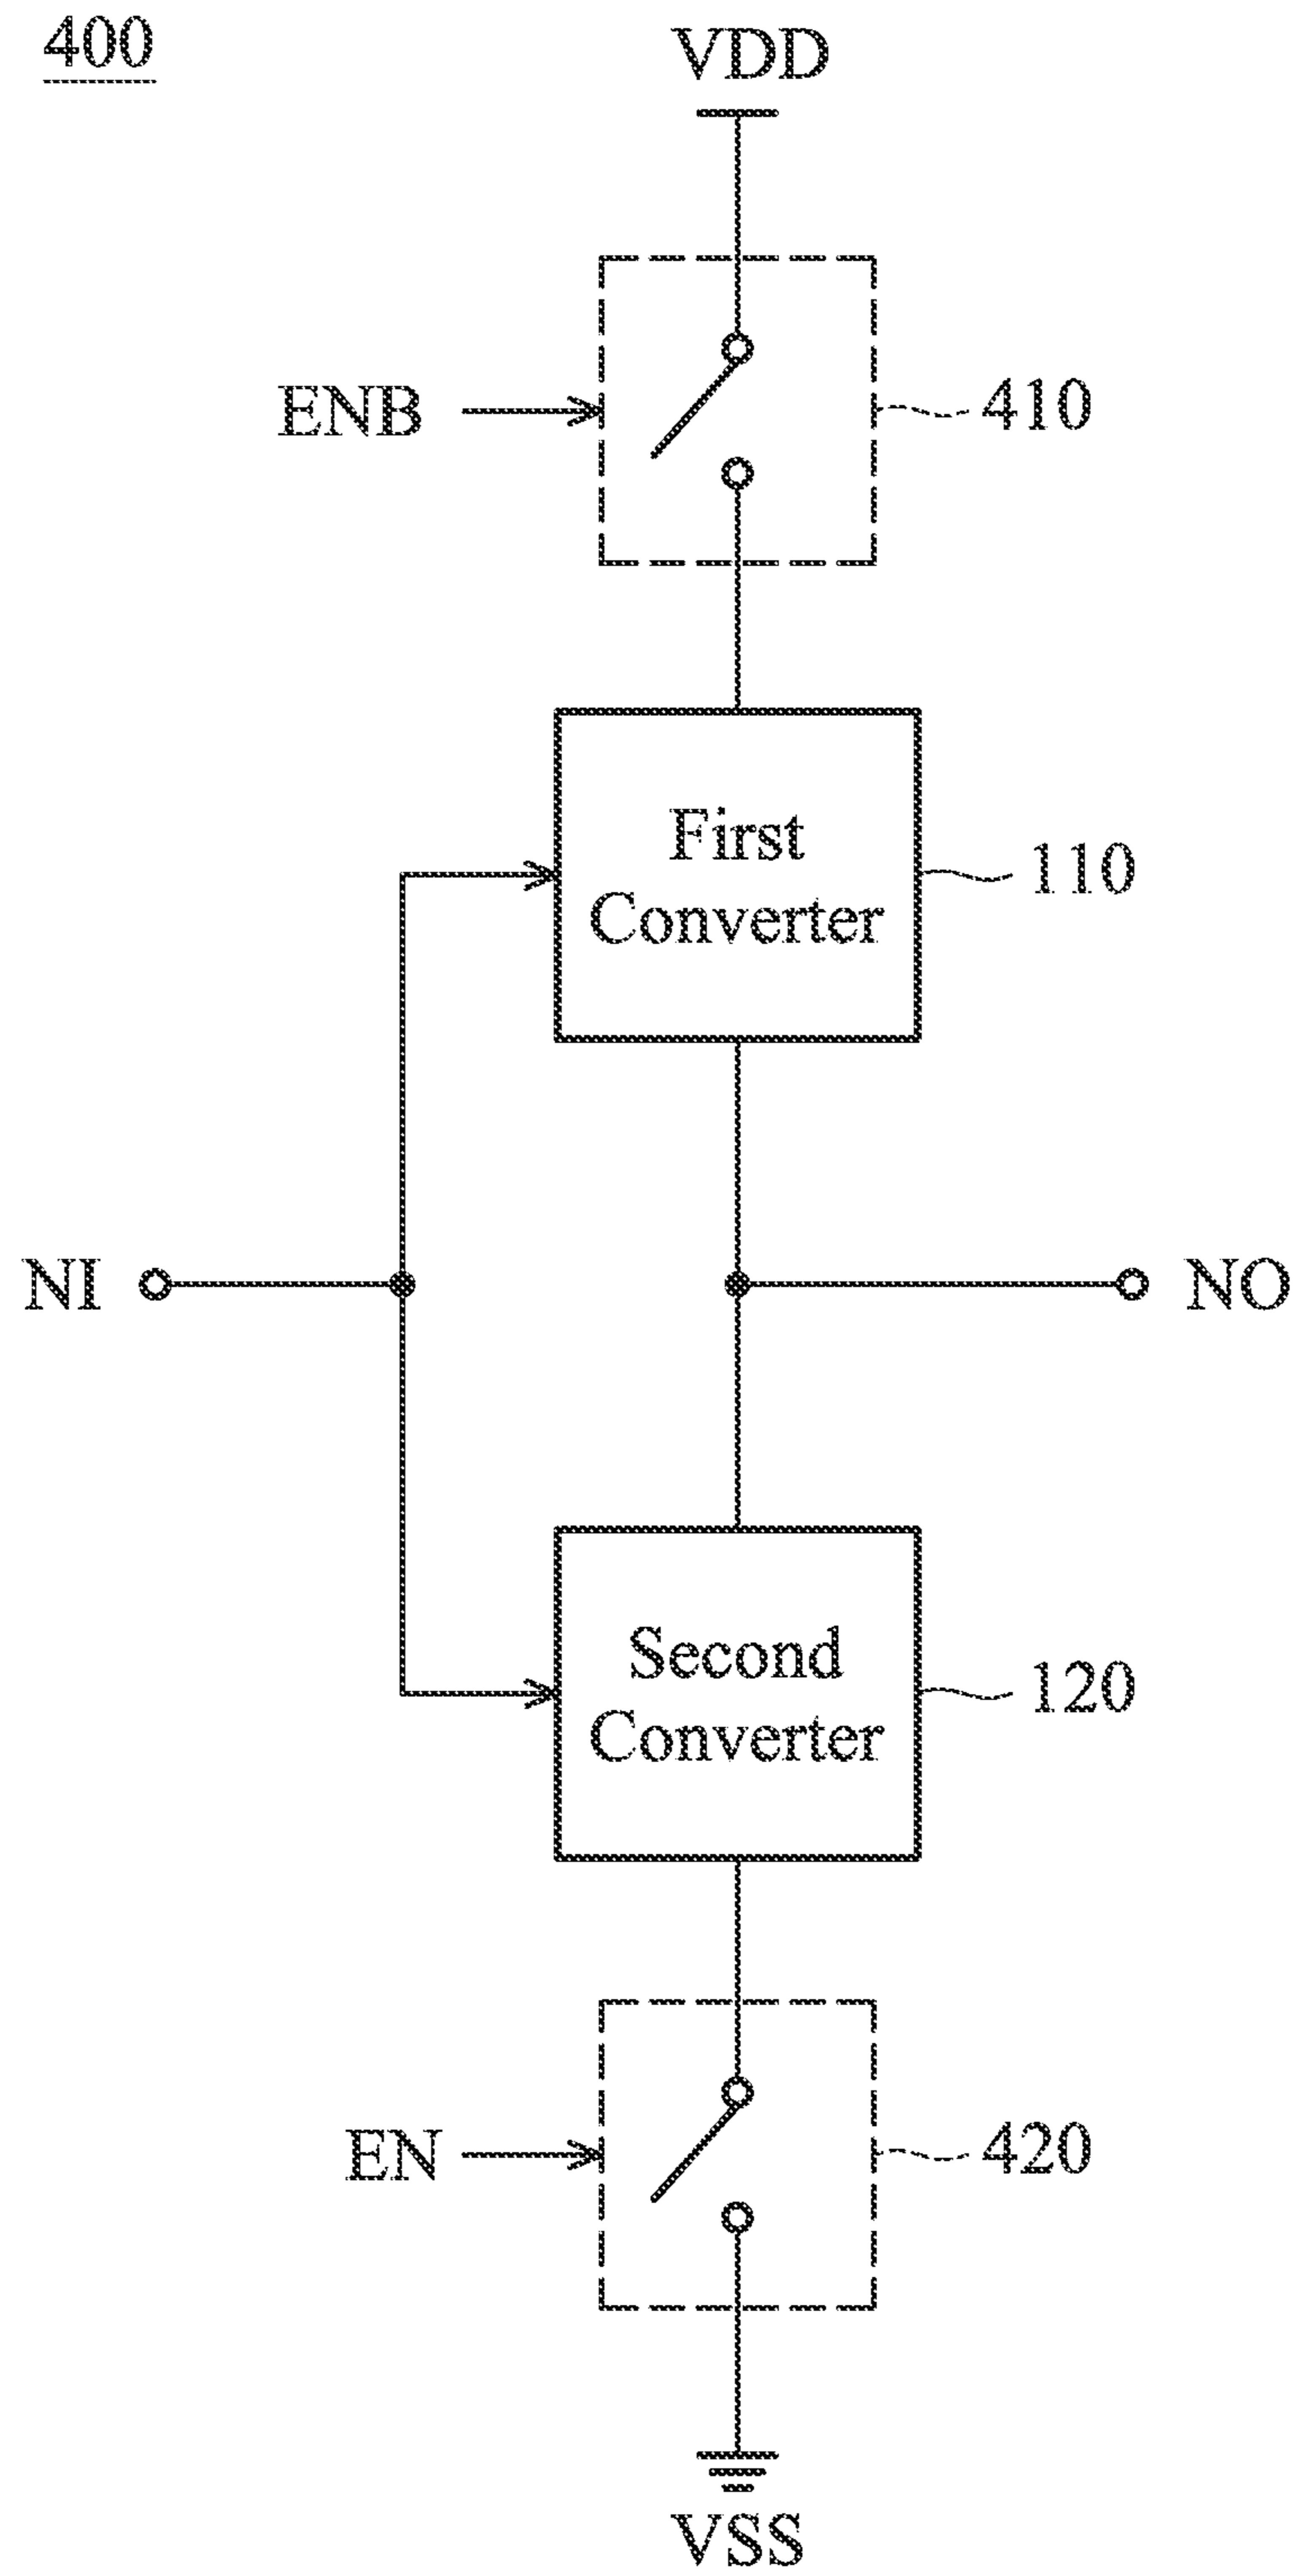 400
VDD
ENB
410
First
Converter
110
NI
NO
Second
Converter
120
EN
420
VSS